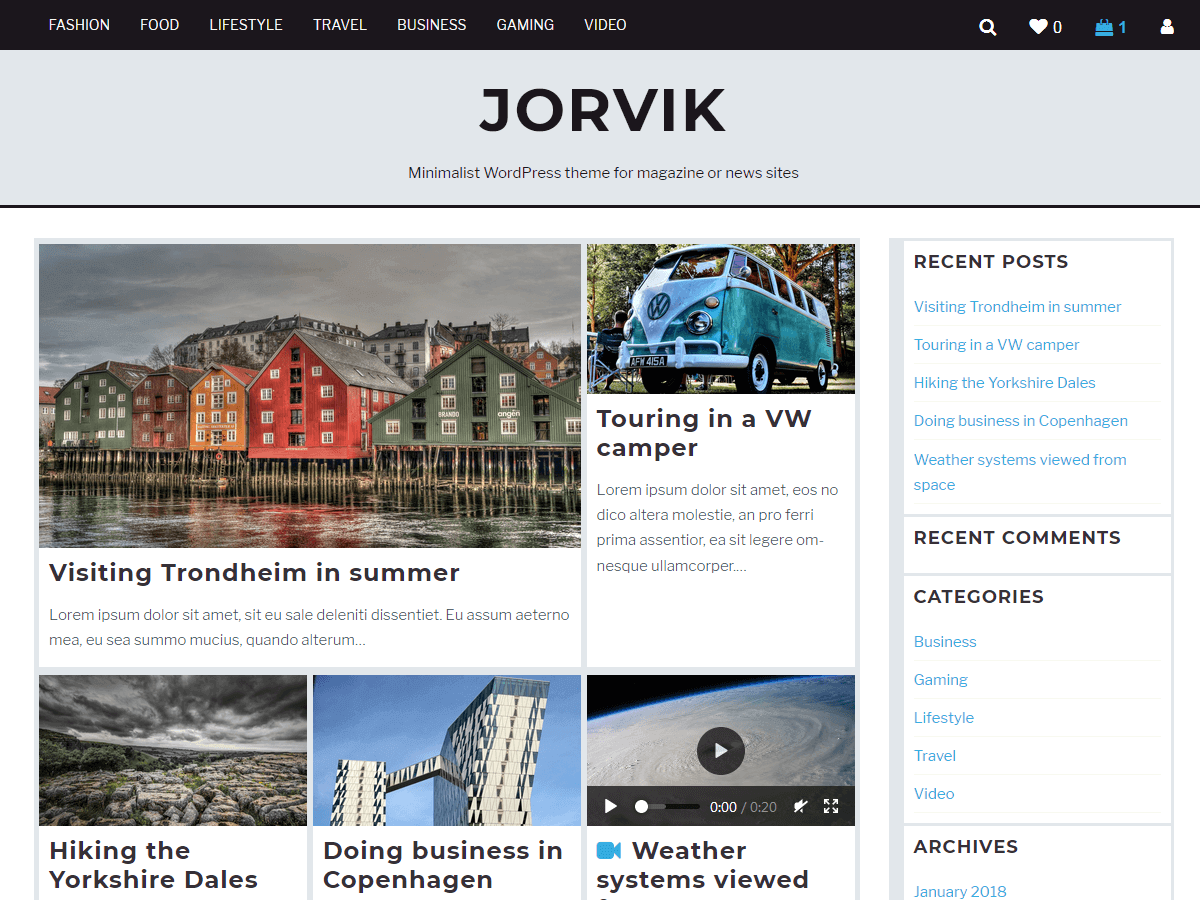 FASHION FOOD LIFESTYLE TRAVEL BUSINESS GAMING VIDEO 0 1
JORVIK
Minimalist WordPress theme for magazine or news sites
BRANDO
angên
Visiting Trondheim in summer
Lorem ipsum dolor sit amet, sit eu sale deleniti dissentiet. Eu assum aeterno
mea, eu sea summo mucius, quando alterum...
AFW 415A
Touring in a VW
camper
Lorem ipsum dolor sit amet, eos no
dico altera molestie, an pro ferri
prima assentior, ea sit legere om-
nesque ullamcorper....
Hiking the
Yorkshire Dales
Doing business in
Copenhagen
0:00 / 0:20
Weather
systems viewed
RECENT POSTS
Visiting Trondheim in summer
Touring in a VW camper
Hiking the Yorkshire Dales
Doing business in Copenhagen
Weather systems viewed from
space
RECENT COMMENTS
CATEGORIES
Business
Gaming
Lifestyle
Travel
Video
ARCHIVES
January 2018